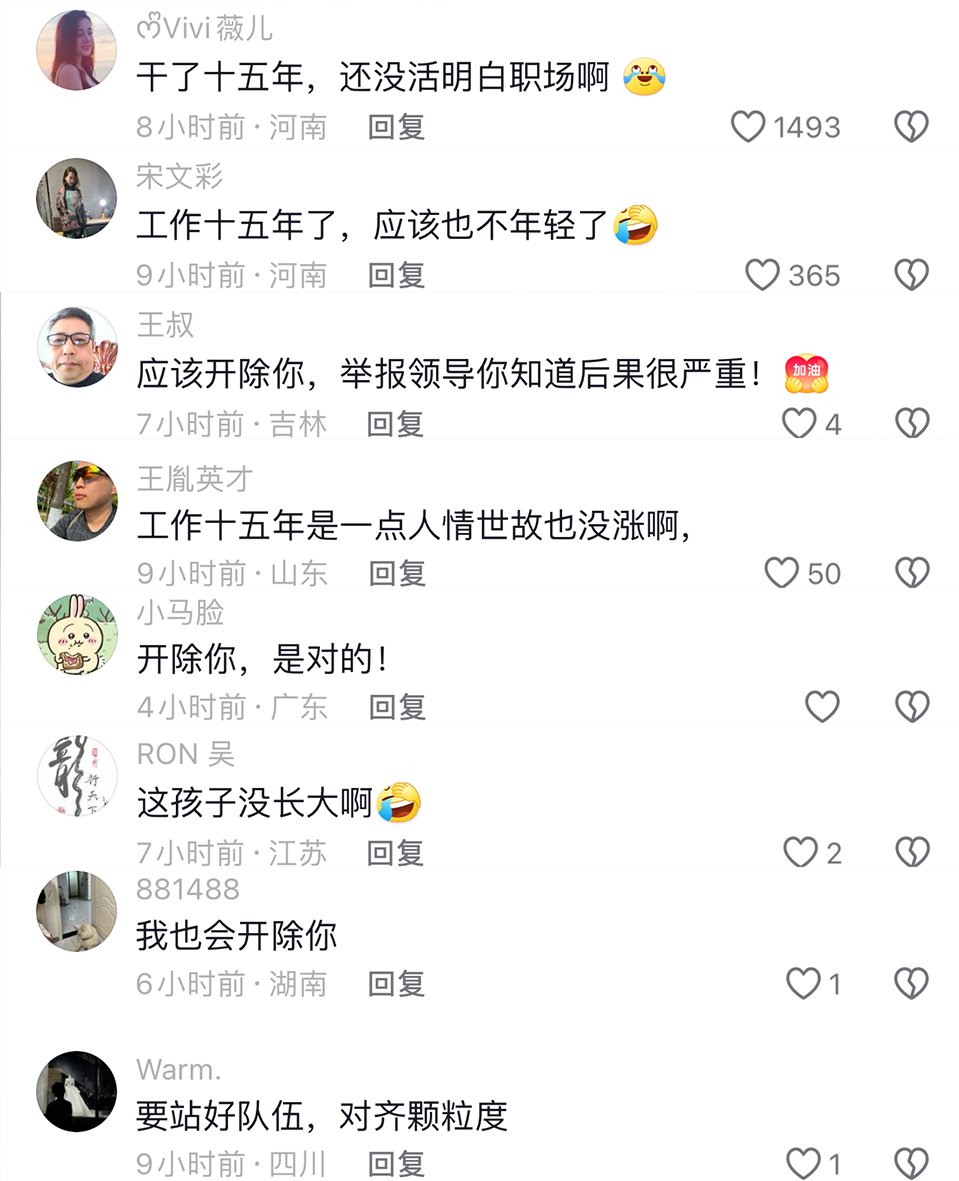 ෆVivi薇儿
干了十五年，还没活明白职场啊
8小时前·河南 回复 1493
宋文彩
工作十五年了，应该也不年轻了
9小时前·河南 回复 365
王叔
应该开除你，举报领导你知道后果很严重！ 加油
7小时前·吉林 回复 4
王胤英才
工作十五年是一点人情世故也没涨啊，
9小时前·山东 回复 50
小马脸
开除你，是对的！
4小时前·广东 回复
RON 吴
这孩子没长大啊
7小时前·江苏 回复 2
881488
我也会开除你
6小时前·湖南 回复 1
Warm.
要站好队伍，对齐颗粒度
9小时前·四川 回复 1